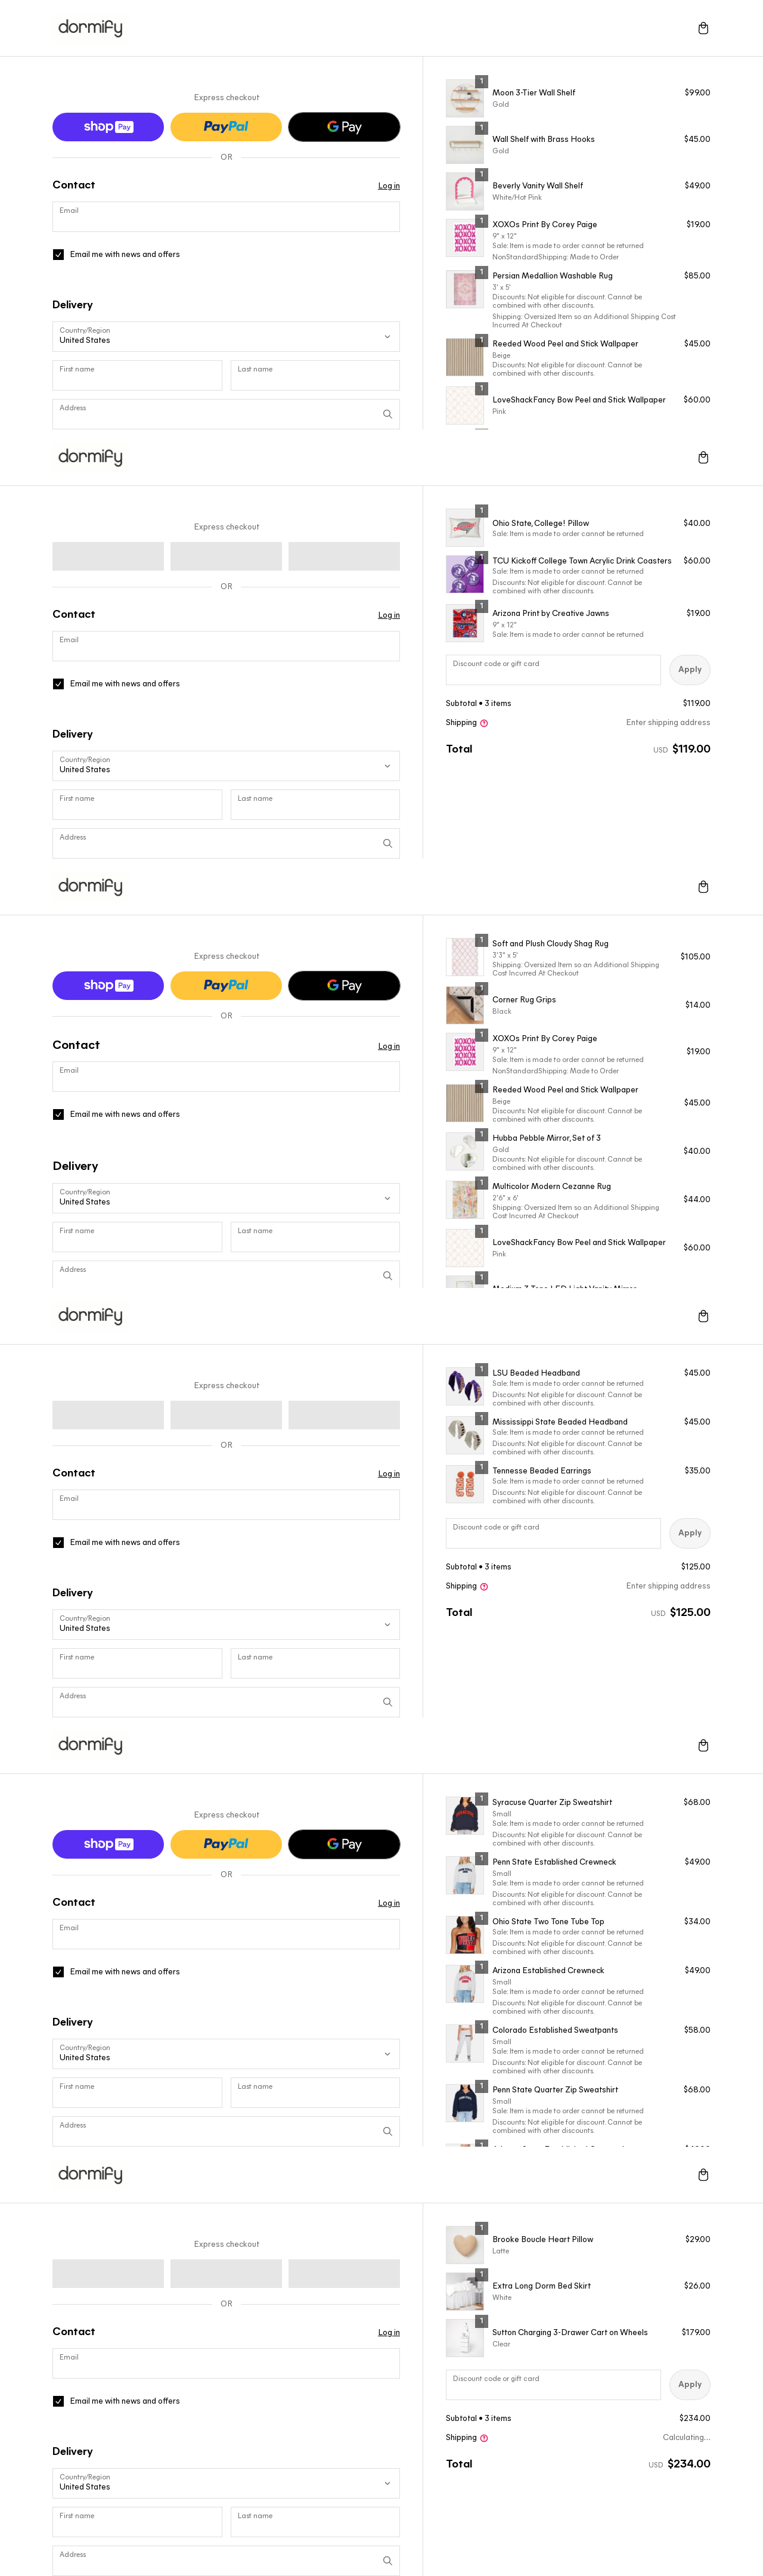 dormify
Express checkout
shop Pay
PayPal
G Pay
OR
Contact
Log in
Email
Email me with news and offers
Delivery
Country/Region
United States
First name
Last name
Address
1
Moon 3-Tier Wall Shelf
$99.00
Gold
1
Wall Shelf with Brass Hooks
$45.00
Gold
1
Beverly Vanity Wall Shelf
$49.00
White/Hot Pink
1
XOXOs Print By Corey Paige
$19.00
9" x 12"
Sale: Item is made to order cannot be returned
NonStandardShipping: Made to Order
1
Persian Medallion Washable Rug
$85.00
3' x 5'
Discounts: Not eligible for discount. Cannot be
combined with other discounts.
Shipping: Oversized Item so an Additional Shipping Cost
Incurred At Checkout
1
Reeded Wood Peel and Stick Wallpaper
$45.00
Beige
Discounts: Not eligible for discount. Cannot be
combined with other discounts.
1
LoveShackFancy Bow Peel and Stick Wallpaper
$60.00
Pink
dormify
Express checkout
OR
Contact
Log in
Email
Email me with news and offers
Delivery
Country/Region
United States
First name
Last name
Address
1
Ohio State, College! Pillow
$40.00
Sale: Item is made to order cannot be returned
1
TCU Kickoff College Town Acrylic Drink Coasters
$60.00
Sale: Item is made to order cannot be returned
Discounts: Not eligible for discount. Cannot be
combined with other discounts.
1
Arizona Print by Creative Jawns
$19.00
9" x 12"
Sale: Item is made to order cannot be returned
Discount code or gift card
Apply
Subtotal • 3 items
$119.00
Shipping
Enter shipping address
Total
USD $119.00
dormify
Express checkout
shop Pay
PayPal
G Pay
OR
Contact
Log in
Email
Email me with news and offers
Delivery
Country/Region
United States
First name
Last name
Address
1
Soft and Plush Cloudy Shag Rug
$105.00
3'3" x 5'
Shipping: Oversized Item so an Additional Shipping
Cost Incurred At Checkout
1
Corner Rug Grips
$14.00
Black
1
XOXOs Print By Corey Paige
$19.00
9" x 12"
Sale: Item is made to order cannot be returned
NonStandardShipping: Made to Order
1
Reeded Wood Peel and Stick Wallpaper
$45.00
Beige
Discounts: Not eligible for discount. Cannot be
combined with other discounts.
1
Hubba Pebble Mirror, Set of 3
$40.00
Gold
Discounts: Not eligible for discount. Cannot be
combined with other discounts.
1
Multicolor Modern Cezanne Rug
$44.00
2'6" x 6'
Shipping: Oversized Item so an Additional Shipping
Cost Incurred At Checkout
1
LoveShackFancy Bow Peel and Stick Wallpaper
$60.00
Pink
1
dormify
Express checkout
OR
Contact
Log in
Email
Email me with news and offers
Delivery
Country/Region
United States
First name
Last name
Address
1
LSU Beaded Headband
$45.00
Sale: Item is made to order cannot be returned
Discounts: Not eligible for discount. Cannot be
combined with other discounts.
1
Mississippi State Beaded Headband
$45.00
Sale: Item is made to order cannot be returned
Discounts: Not eligible for discount. Cannot be
combined with other discounts.
1
Tennesse Beaded Earrings
$35.00
Sale: Item is made to order cannot be returned
Discounts: Not eligible for discount. Cannot be
combined with other discounts.
Discount code or gift card
Apply
Subtotal • 3 items
$125.00
Shipping
Enter shipping address
Total
USD $125.00
dormify
Express checkout
shop Pay
PayPal
G Pay
OR
Contact
Log in
Email
Email me with news and offers
Delivery
Country/Region
United States
First name
Last name
Address
1
Syracuse Quarter Zip Sweatshirt
$68.00
Small
Sale: Item is made to order cannot be returned
Discounts: Not eligible for discount. Cannot be
combined with other discounts.
1
Penn State Established Crewneck
$49.00
Small
Sale: Item is made to order cannot be returned
Discounts: Not eligible for discount. Cannot be
combined with other discounts.
1
Ohio State Two Tone Tube Top
$34.00
Sale: Item is made to order cannot be returned
Discounts: Not eligible for discount. Cannot be
combined with other discounts.
1
Arizona Established Crewneck
$49.00
Small
Sale: Item is made to order cannot be returned
Discounts: Not eligible for discount. Cannot be
combined with other discounts.
1
Colorado Established Sweatpants
$58.00
Small
Sale: Item is made to order cannot be returned
Discounts: Not eligible for discount. Cannot be
combined with other discounts.
1
Penn State Quarter Zip Sweatshirt
$68.00
Small
Sale: Item is made to order cannot be returned
Discounts: Not eligible for discount. Cannot be
combined with other discounts.
1
dormify
Express checkout
OR
Contact
Log in
Email
Email me with news and offers
Delivery
Country/Region
United States
First name
Last name
Address
1
Brooke Boucle Heart Pillow
$29.00
Latte
1
Extra Long Dorm Bed Skirt
$26.00
White
1
Sutton Charging 3-Drawer Cart on Wheels
$179.00
Clear
Discount code or gift card
Apply
Subtotal • 3 items
$234.00
Shipping
Calculating...
Total
USD $234.00